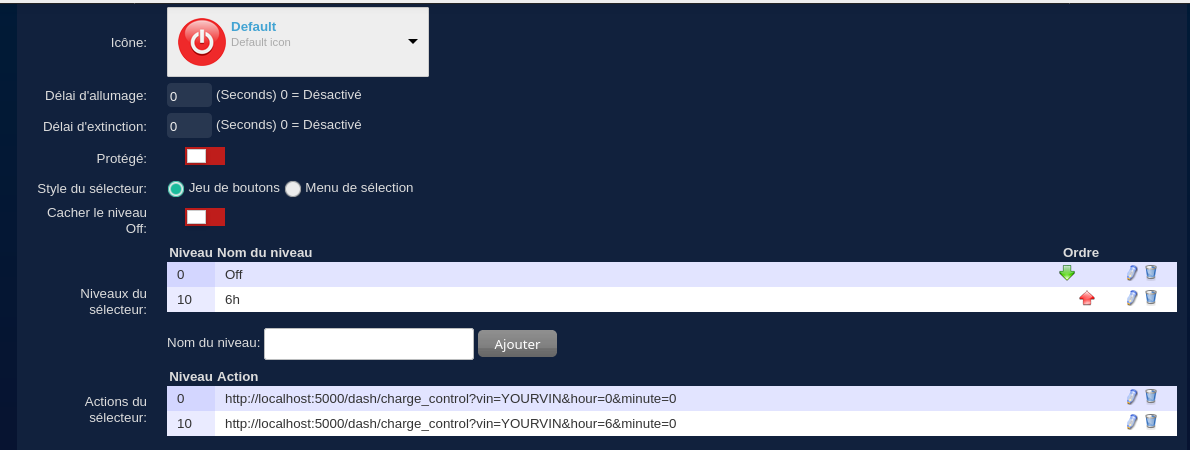 Icône:
Default
Default icon
Délai d'allumage: 0 (Seconds) 0 = Désactivé
Délai d'extinction: 0 (Seconds) 0 = Désactivé
Protégé:
Style du sélecteur: Jeu de boutons Menu de sélection
Cacher le niveau Off:
Niveau Nom du niveau Ordre
Niveaux du sélecteur:
0 Off
10 6h
Nom du niveau: Ajouter
Niveau Action
Actions du sélecteur:
0 http://localhost:5000/dash/charge_control?vin=YOURVIN&hour=0&minute=0
10 http://localhost:5000/dash/charge_control?vin=YOURVIN&hour=6&minute=0